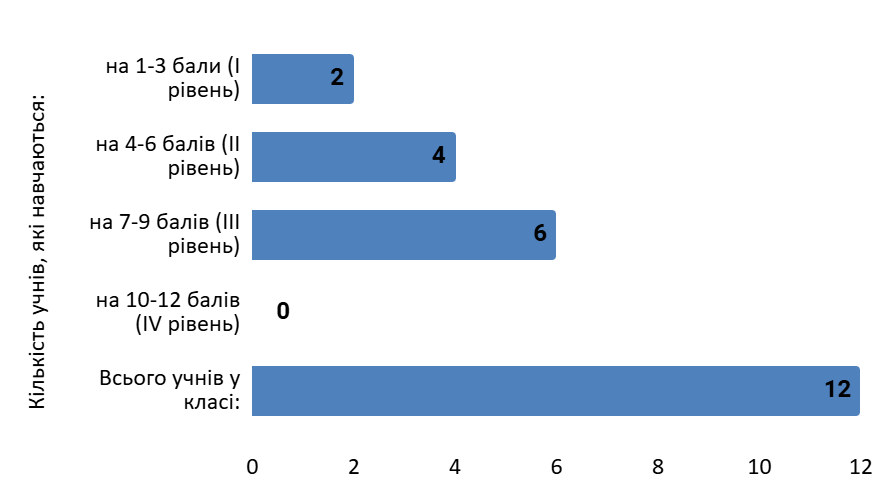 Кількість учнів, які навчаються:
на 1-3 бали (І
рівень)
2
на 4-6 балів (ІІ
рівень)
4
на 7-9 балів (ІІІ
рівень)
6
на 10-12 балів
(IV рівень)
0
Всього учнів у
класі:
12
0 2 4 6 8 10 12